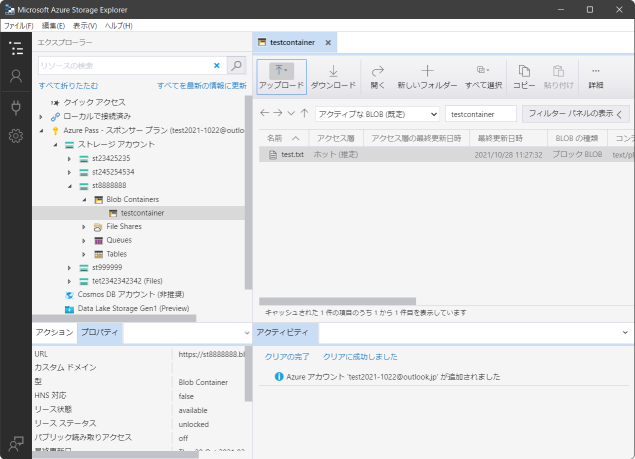 Microsoft Azure Storage Explorer
ファイル(F) 編集(E) 表示(V) ヘルプ(H)
エクスプローラー
リソースの検索
すべて折りたたむ すべてを最新の情報に更新
クイック アクセス
ローカルで接続済み
Azure Pass - スポンサー プラン (test2021-1022@outlo
ストレージ アカウント
st23425235
st245254534
st8888888
Blob Containers
testcontainer
File Shares
Queues
Tables
st999999
tet2342342342 (Files)
Cosmos DB アカウント (非推奨)
Data Lake Storage Gen1 (Preview)
アクション プロパティ
URL https://st8888888.bl
カスタム ドメイン
型 Blob Container
HNS 対応 false
リース状態 available
リース ステータス unlocked
パブリック読み取りアクセス off
testcontainer
アップロード ダウンロード 開く 新しいフォルダー すべて選択 コピー 貼り付け 詳細
アクティブな BLOB (既定) testcontainer フィルター パネルの表示
名前 アクセス層 アクセス層の最終更新日時 最終更新日時 BLOB の種類 コンテ
test.txt ホット (推定) 2021/10/28 11:27:32 ブロック BLOB text/pl
キャッシュされた 1 件の項目のうち 1 から 1 件目を表示しています
アクティビティ
クリアの完了 クリアに成功しました
Azure アカウント 'test2021-1022@outlook.jp' が追加されました